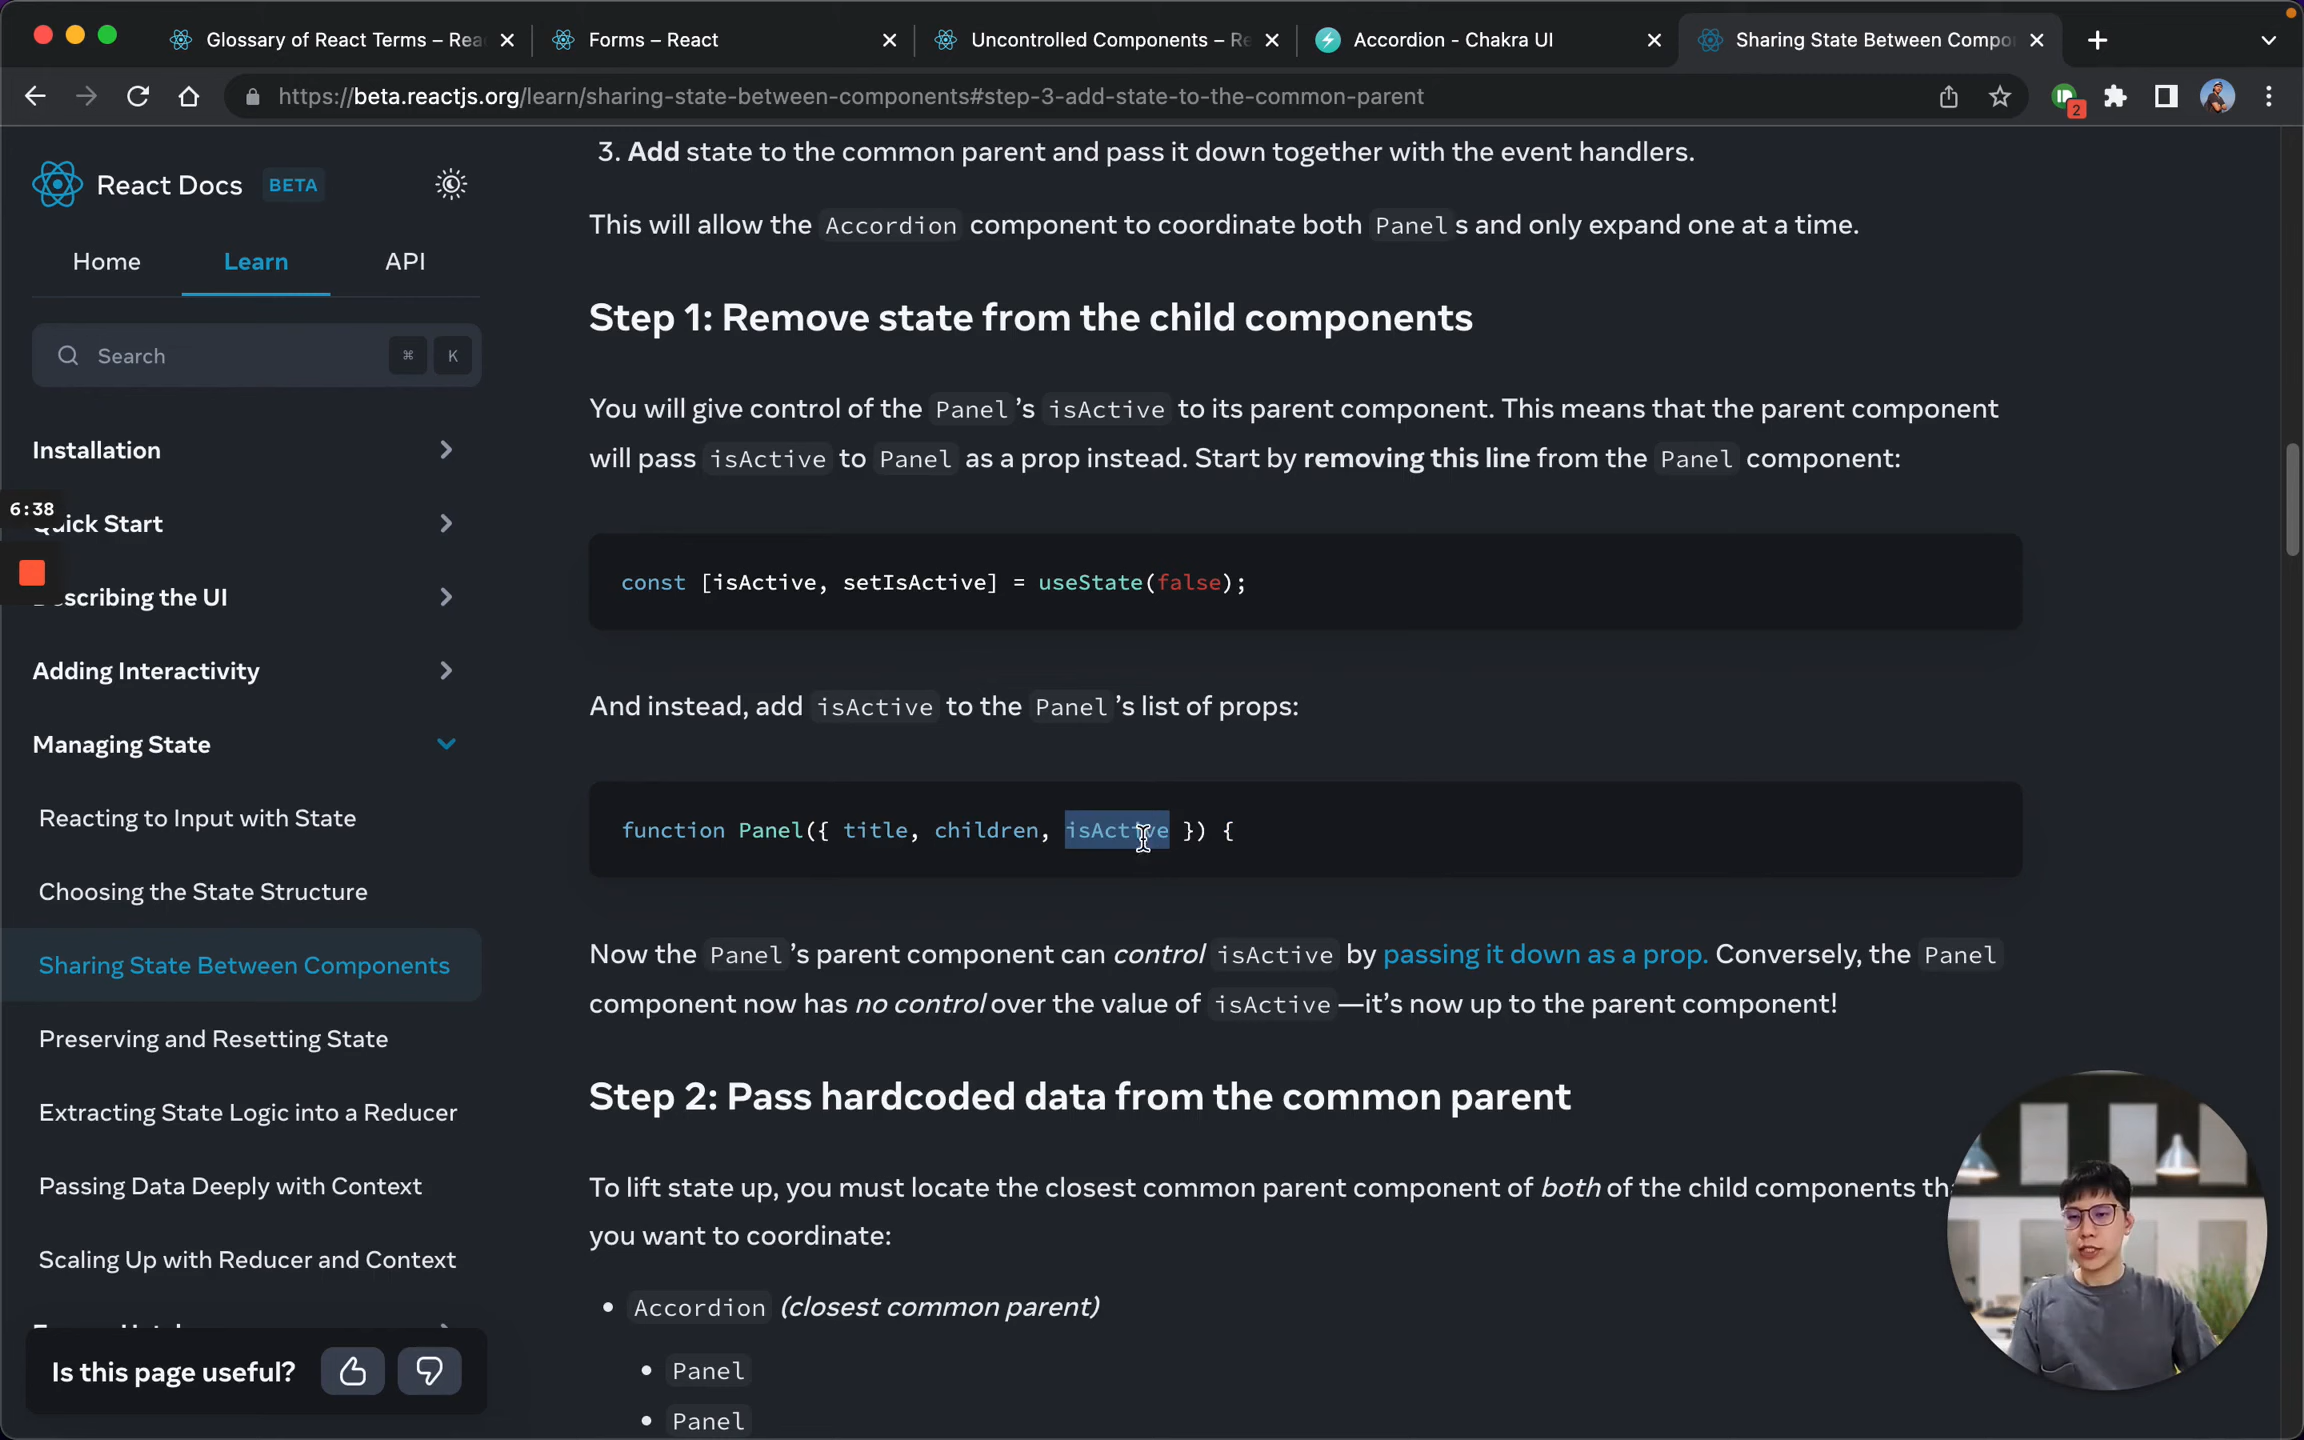 Glossary of React Terms – Rea
Forms – React
Uncontrolled Components – Re
Accordion - Chakra UI
Sharing State Between Compo
https://beta.reactjs.org/learn/sharing-state-between-components#step-3-add-state-to-the-common-parent
2
React Docs BETA
Home Learn API
Search ⌘ K
Installation
6:38
Quick Start
Describing the UI
Adding Interactivity
Managing State
Reacting to Input with State
Choosing the State Structure
Sharing State Between Components
Preserving and Resetting State
Extracting State Logic into a Reducer
Passing Data Deeply with Context
Scaling Up with Reducer and Context
Is this page useful?
3. Add state to the common parent and pass it down together with the event handlers.
This will allow the Accordion component to coordinate both Panel s and only expand one at a time.
Step 1: Remove state from the child components
You will give control of the Panel ’s isActive to its parent component. This means that the parent component
will pass isActive to Panel as a prop instead. Start by removing this line from the Panel component:
const [isActive, setIsActive] = useState(false);
And instead, add isActive to the Panel ’s list of props:
function Panel({ title, children, isActive }) {
Now the Panel ’s parent component can control isActive by passing it down as a prop. Conversely, the Panel
component now has no control over the value of isActive —it’s now up to the parent component!
Step 2: Pass hardcoded data from the common parent
To lift state up, you must locate the closest common parent component of both of the child components th
you want to coordinate:
• Accordion (closest common parent)
• Panel
• Panel